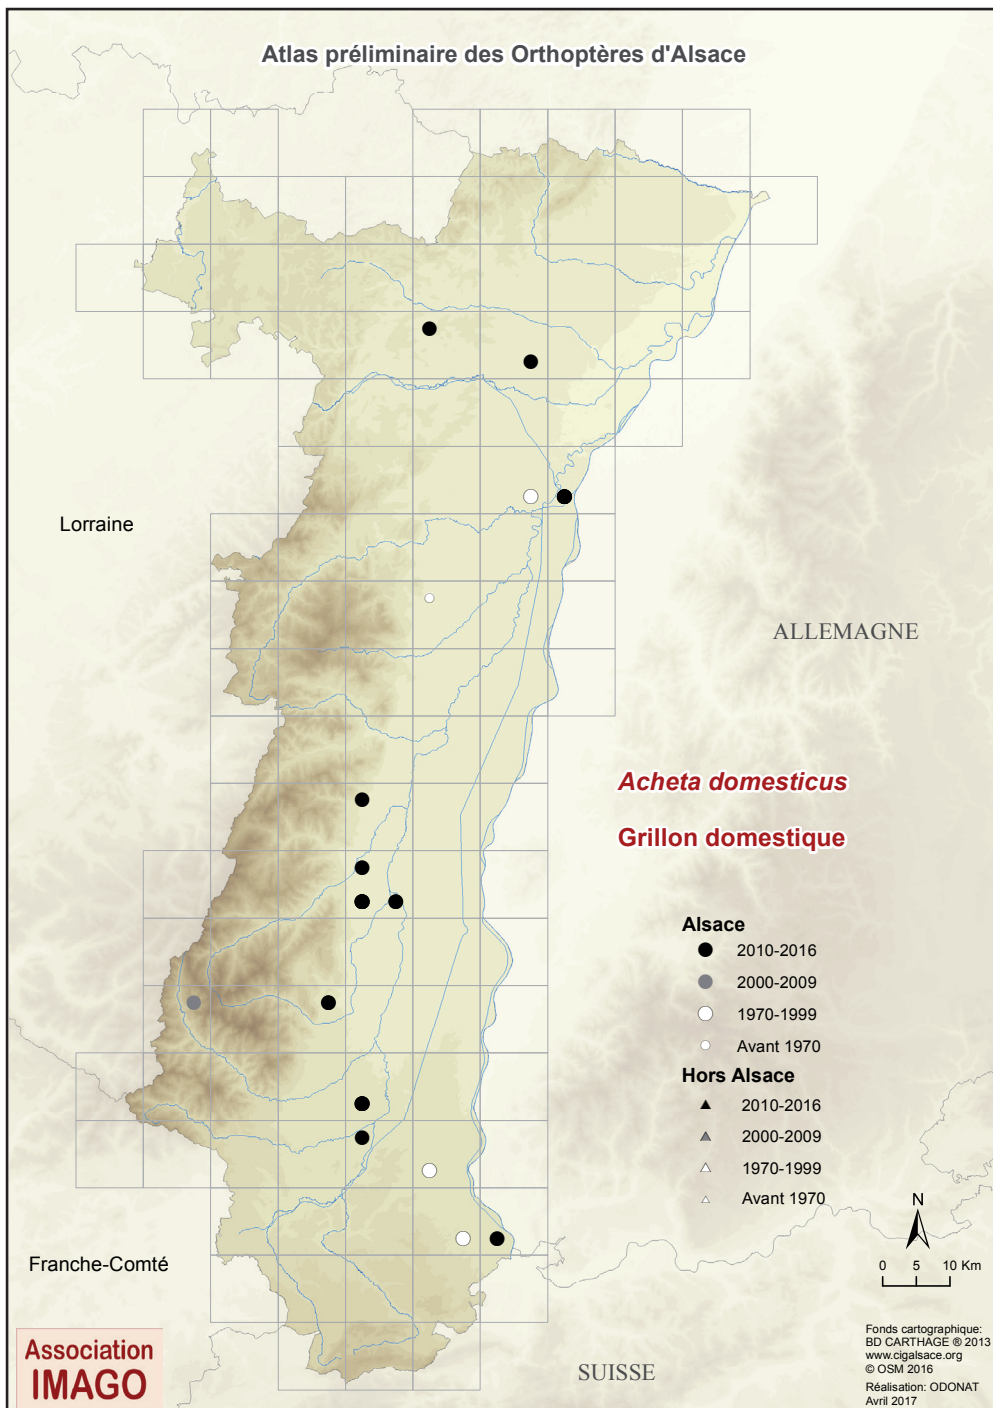 Atlas préliminaire des Orthoptères d'Alsace
Lorraine
ALLEMAGNE
Acheta domesticus
Grillon domestique
Alsace
2010-2016
2000-2009
1970-1999
Avant 1970
Hors Alsace
2010-2016
2000-2009
1970-1999
Avant 1970
N
0 5 10 Km
Franche-Comté
SUISSE
Association
IMAGO
Fonds cartographique:
BD CARTHAGE ® 2013
www.cigalsace.org
© OSM 2016
Réalisation: ODONAT
Avril 2017